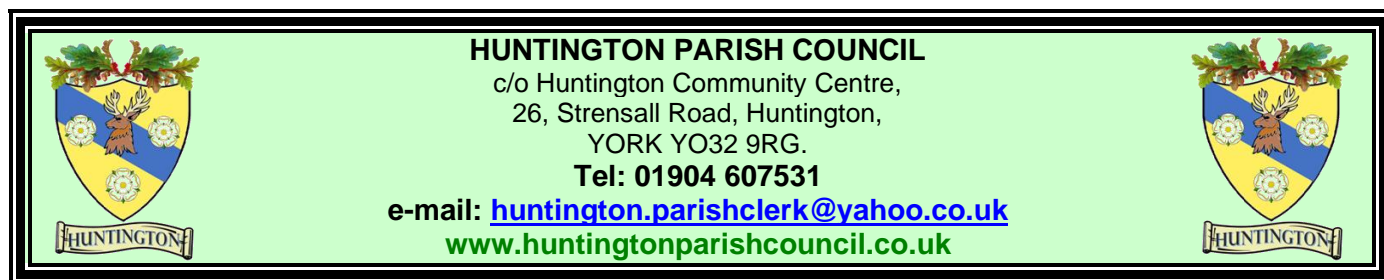 HUNTINGTON PARISH COUNCIL
c/o Huntington Community Centre,
26, Strensall Road, Huntington,
YORK YO32 9RG.
Tel: 01904 607531
e-mail: huntington.parishclerk@yahoo.co.uk
www.huntingtonparishcouncil.co.uk
HUNTINGTON
HUNTINGTON